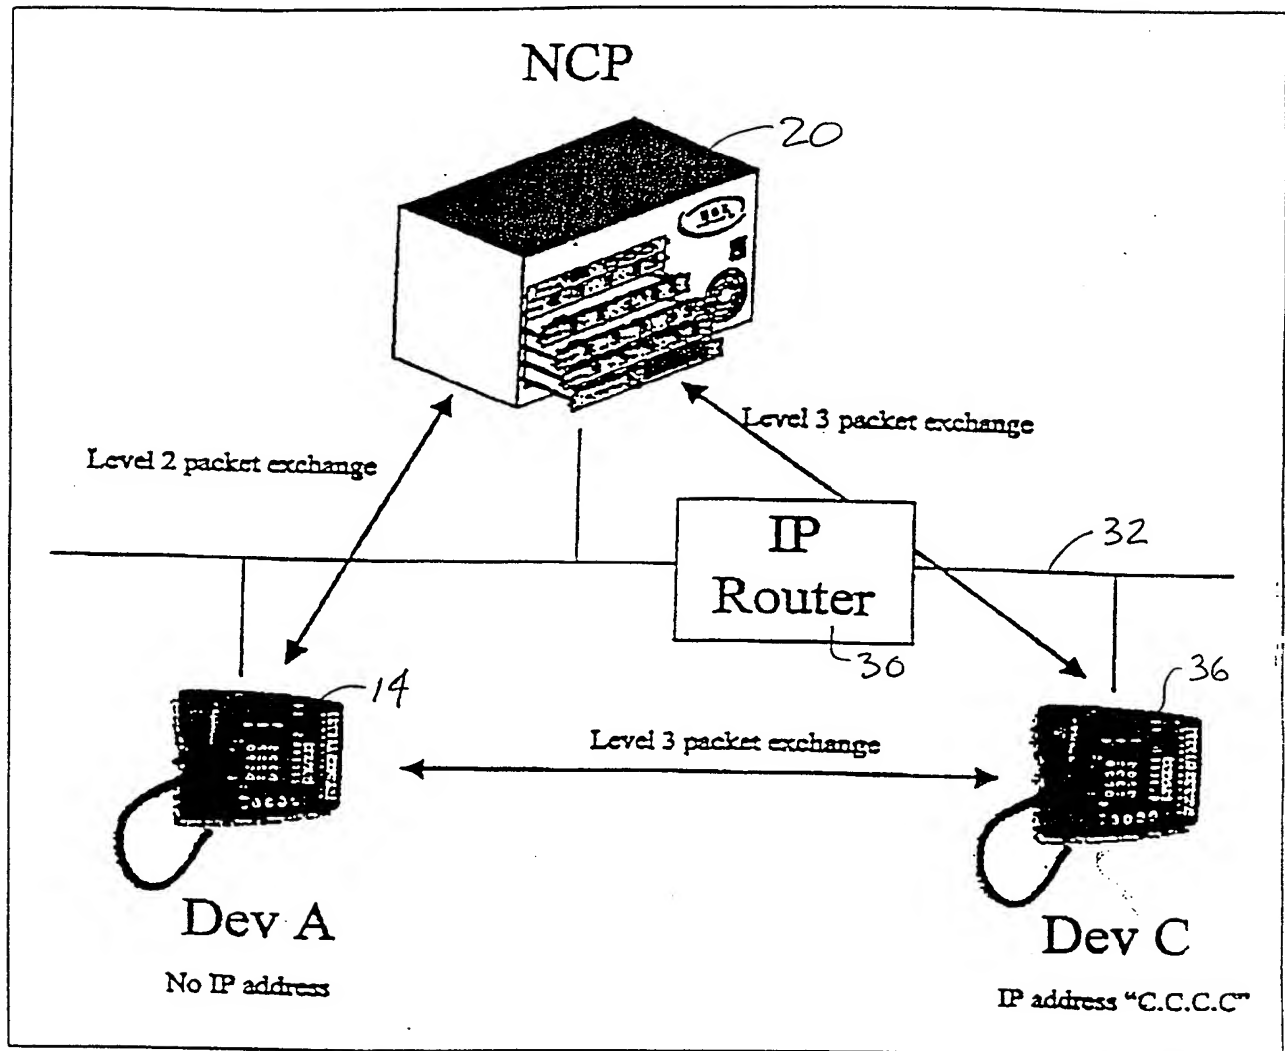 NCP
20
Level 3 packet exchange
Level 2 packet exchange
IP
Router
30
32
14
36
Level 3 packet exchange
Dev A
No IP address
Dev C
IP address "C.C.C.C"